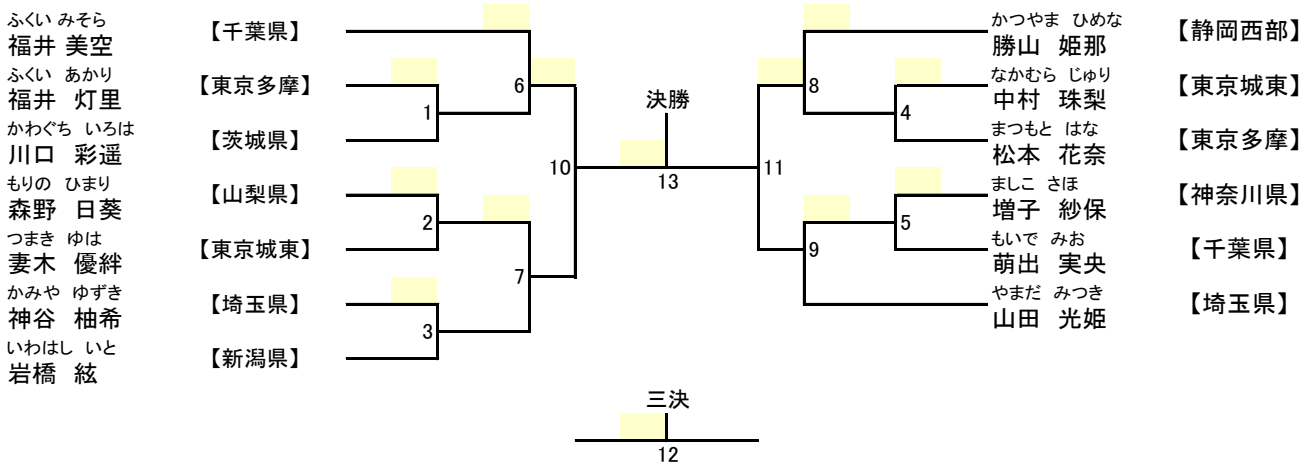 ふくい みそら
福井 美空 【千葉県】
ふくい あかり
福井 灯里 【東京多摩】
かわぐち いろは
川口 彩遥 【茨城県】
もりの ひまり
森野 日葵 【山梨県】
つまき ゆは
妻木 優絆 【東京城東】
かみや ゆずき
神谷 柚希 【埼玉県】
いわはし いと
岩橋 絃 【新潟県】
1
2
3
6
7
10
決勝
13
11
8
9
4
5
かつやま ひめな
勝山 姫那 【静岡西部】
なかむら じゅり
中村 珠梨 【東京城東】
まつもと はな
松本 花奈 【東京多摩】
ましこ さほ
増子 紗保 【神奈川県】
もいで みお
萌出 実央 【千葉県】
やまだ みつき
山田 光姫 【埼玉県】
三決
12